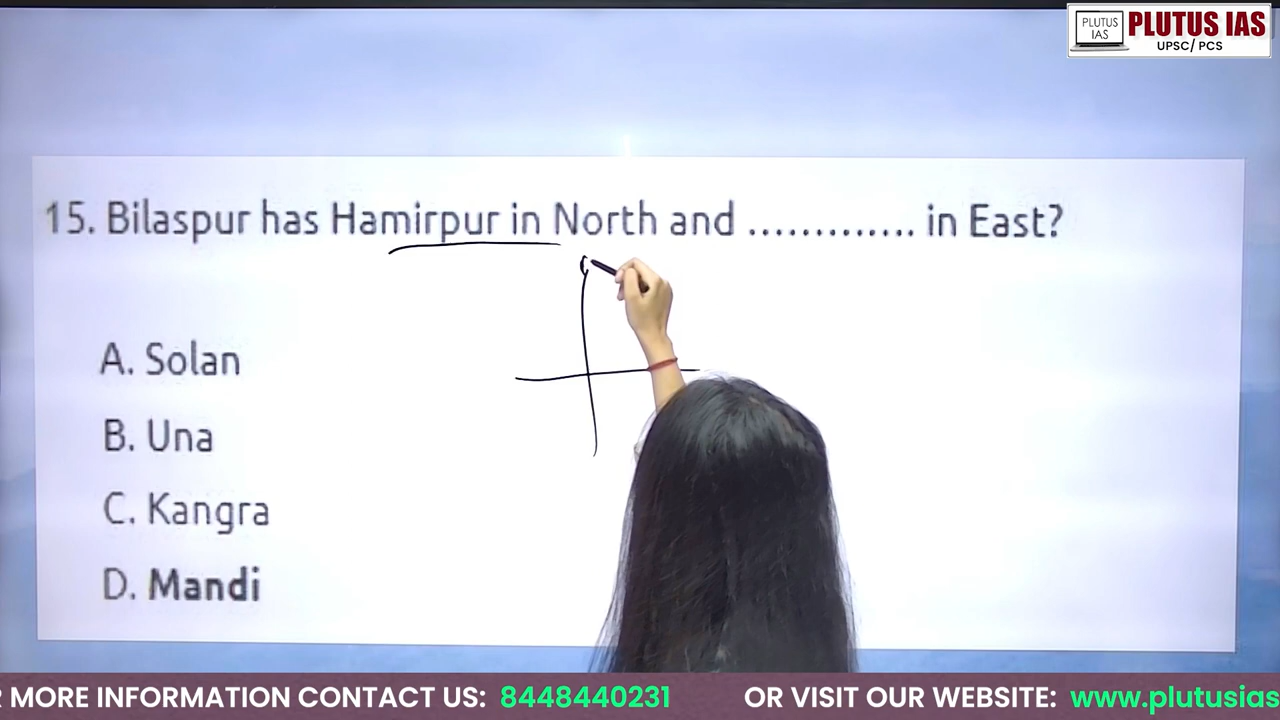 PLUTUS IAS
PLUTUS
IAS
UPSC/ PCS
15. Bilaspur has Hamirpur in North and ............. in East?
A. Solan
B. Una
C. Kangra
D. Mandi
MORE INFORMATION CONTACT US: 8448440231 OR VISIT OUR WEBSITE: www.plutusias